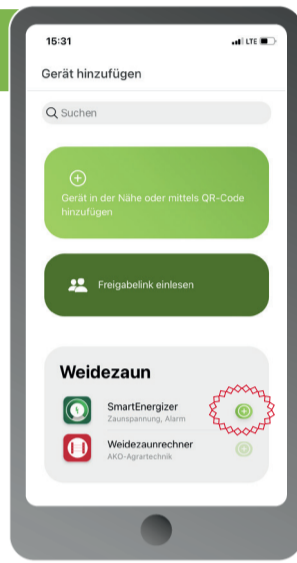 15:31
LTE
Gerät hinzufügen
Suchen
Gerät in der Nähe oder mittels QR-Code
hinzufügen
Freigabelink einlesen
Weidezaun
SmartEnergizer
Zaunspannung, Alarm
Weidezaunrechner
AKO-Agrartechnik